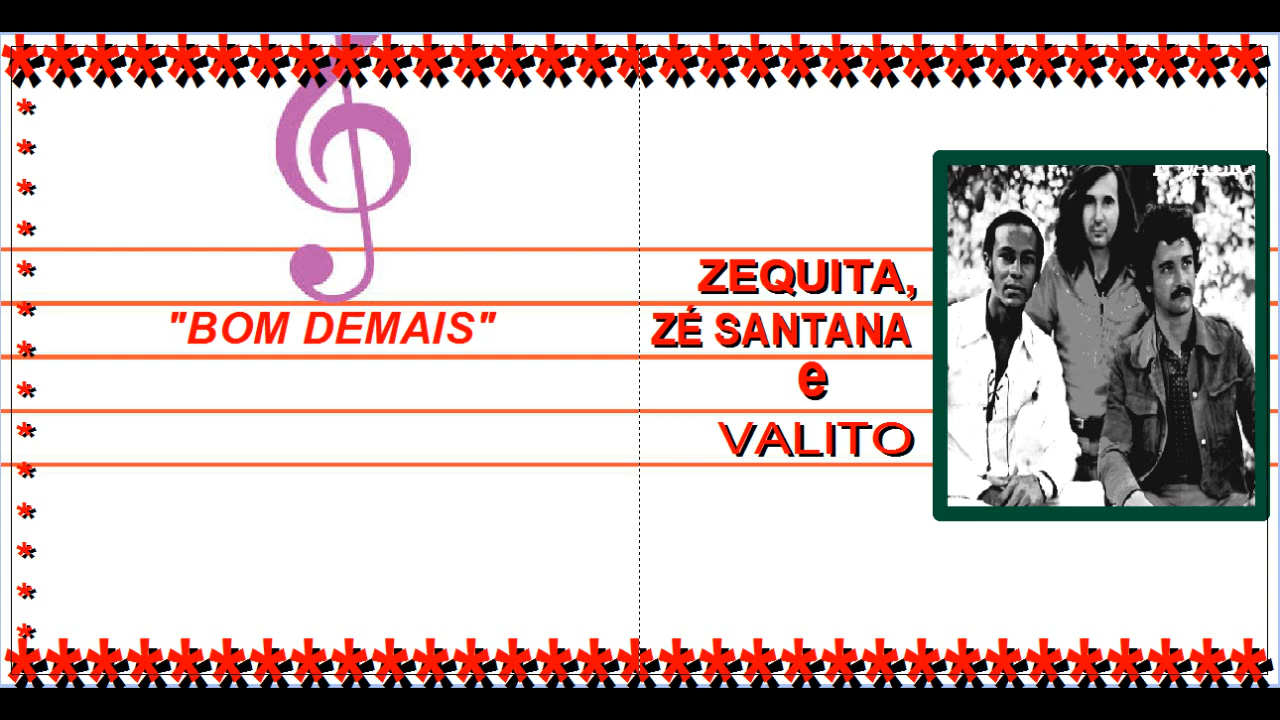 "BOM DEMAIS"
ZEQUITA,
ZÉ SANTANA
e
VALITO